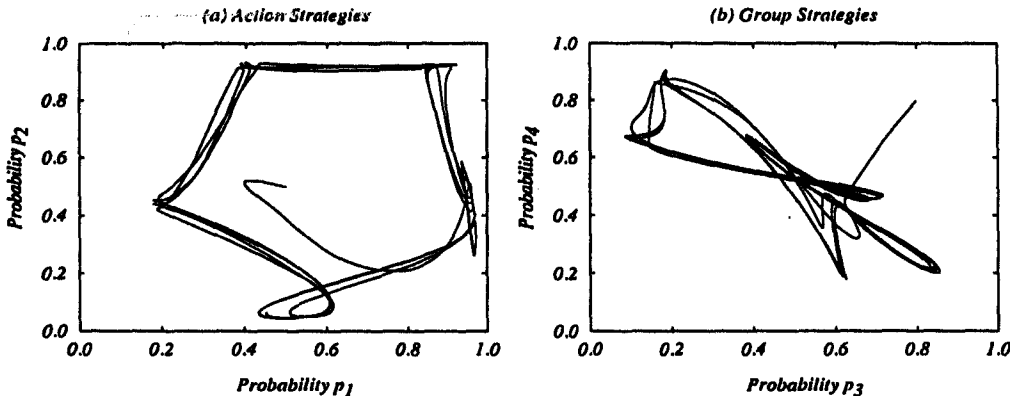 (a) Action Strategies
(b) Group Strategies
1.0
0.8
0.6
0.4
0.2
0.0
Probability p2
0.0 0.2 0.4 0.6 0.8 1.0
Probability p1
1.0
0.8
0.6
0.4
0.2
0.0
Probability p4
0.0 0.2 0.4 0.6 0.8 1.0
Probability p3